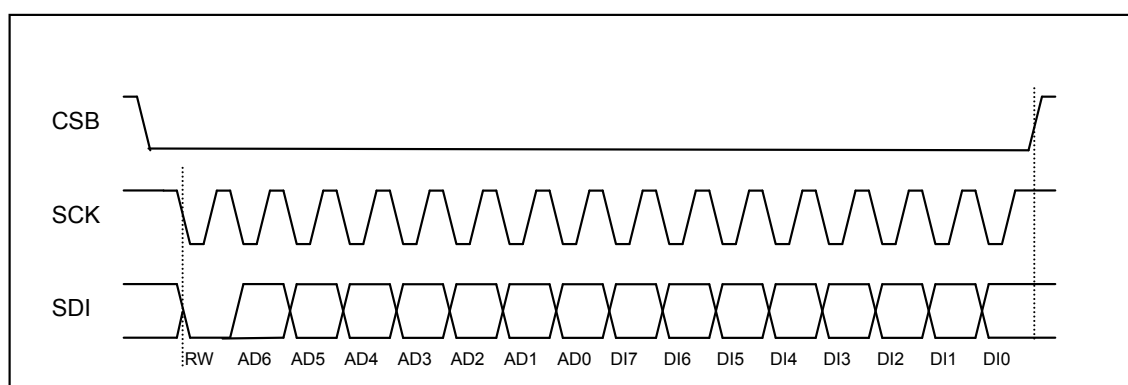 CSB
SCK
SDI
RW AD6 AD5 AD4 AD3 AD2 AD1 AD0 DI7 DI6 DI5 DI4 DI3 DI2 DI1 DI0